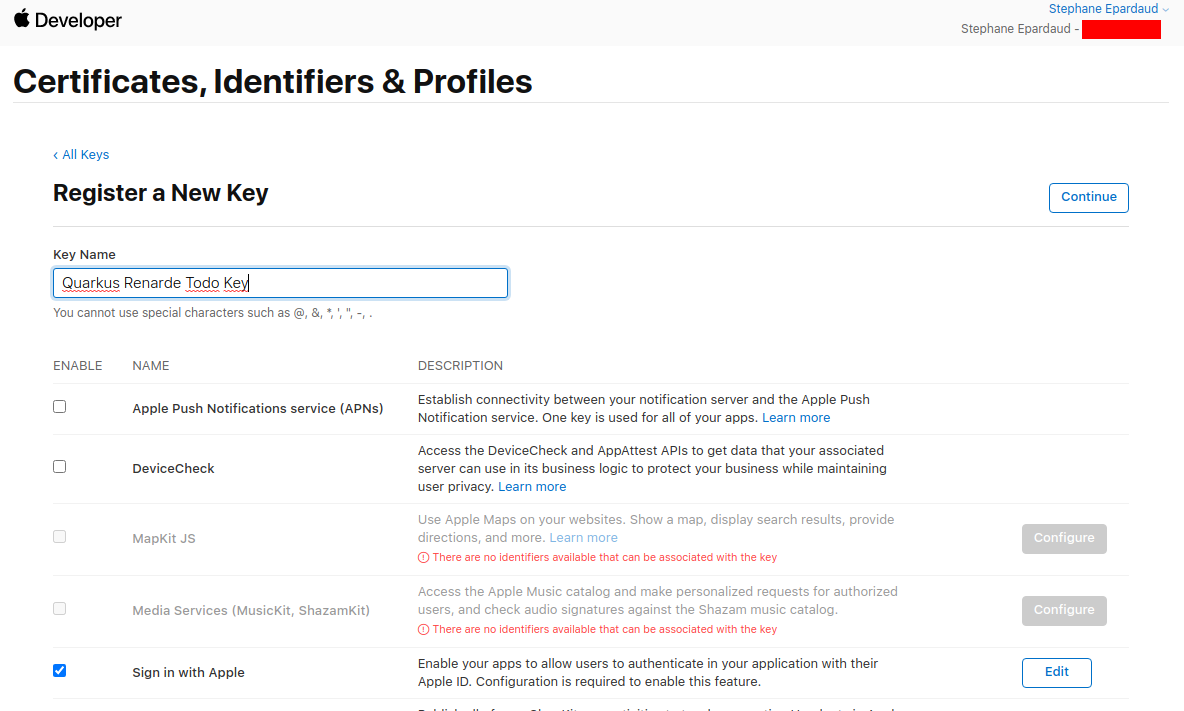 Developer
Stephane Epardaud
Stephane Epardaud -
Certificates, Identifiers & Profiles
‹ All Keys
Register a New Key
Continue
Key Name
Quarkus Renarde Todo Key
You cannot use special characters such as @, &, *, ', ", -, .
ENABLE NAME DESCRIPTION
Apple Push Notifications service (APNs)
Establish connectivity between your notification server and the Apple Push
Notification service. One key is used for all of your apps. Learn more
DeviceCheck
Access the DeviceCheck and AppAttest APIs to get data that your associated
server can use in its business logic to protect your business while maintaining
user privacy. Learn more
MapKit JS
Use Apple Maps on your websites. Show a map, display search results, provide
directions, and more. Learn more
There are no identifiers available that can be associated with the key
Configure
Media Services (MusicKit, ShazamKit)
Access the Apple Music catalog and make personalized requests for authorized
users, and check audio signatures against the Shazam music catalog.
There are no identifiers available that can be associated with the key
Configure
Sign in with Apple
Enable your apps to allow users to authenticate in your application with their
Apple ID. Configuration is required to enable this feature.
Edit